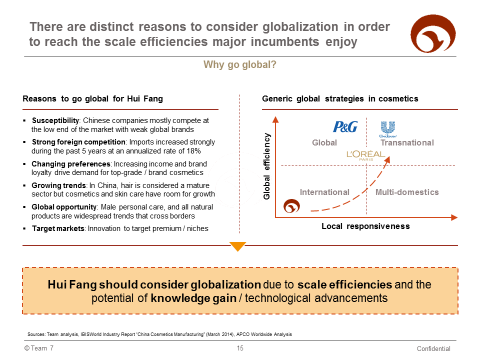 There are distinct reasons to consider globalization in order
to reach the scale efficiencies major incumbents enjoy
Why go global?
Reasons to go global for Hui Fang
▪ Susceptibility: Chinese companies mostly compete at
the low end of the market with weak global brands
▪ Strong foreign competition: Imports increased strongly
during the past 5 years at an annualized rate of 18%
▪ Changing preferences: Increasing income and brand
loyalty drive demand for top-grade / brand cosmetics
▪ Growing trends: In China, hair is considered a mature
sector but cosmetics and skin care have room for growth
▪ Global opportunity: Male personal care, and all natural
products are widespread trends that cross borders
▪ Target markets: Innovation to target premium / niches
Generic global strategies in cosmetics
Global efficiency
P&G
Unilever
Global
Transnational
L'ORÉAL
PARIS
International
Multi-domestics
Local responsiveness
Hui Fang should consider globalization due to scale efficiencies and the
potential of knowledge gain / technological advancements
Sources: Team analysis, IBISWorld Industry Report "China Cosmetics Manufacturing" (March 2014), APCO Worldwide Analysis
© Team 7
15
Confidential